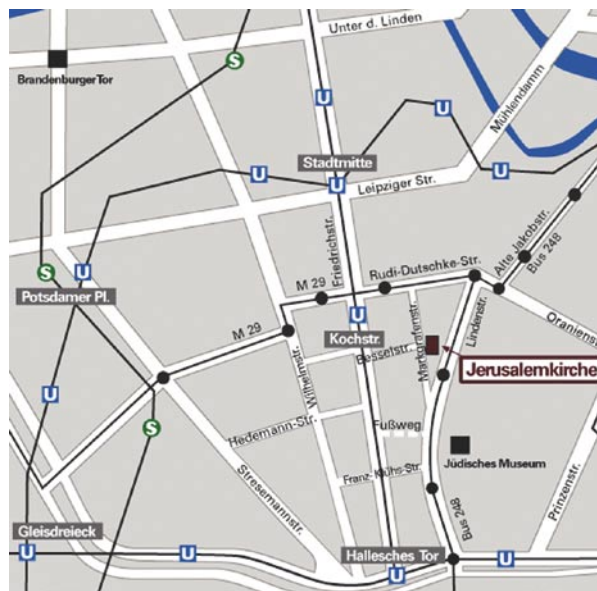 Unter d. Linden
S
Brandenburger Tor
U
U
Mühlendamm
Stadtmitte
U
U
U
Leipziger Str.
Friedrichstr.
Alte Jakobstr.
Bus 248
S
U
Rudi-Dutschke-Str.
M 29
Potsdamer Pl.
U
Markgrafenstr.
Lindenstr.
Oraniens
M 29
Kochstr.
Besselstr.
Jerusalemkirche
Wilhelmstr.
U
S
Hedemann-Str.
Fußweg
Franz-Klühs-Str.
Jüdisches Museum
Stresemannstr.
Prinzenstr.
Bus 248
Gleisdreieck
U
U
Hallesches Tor
U
U